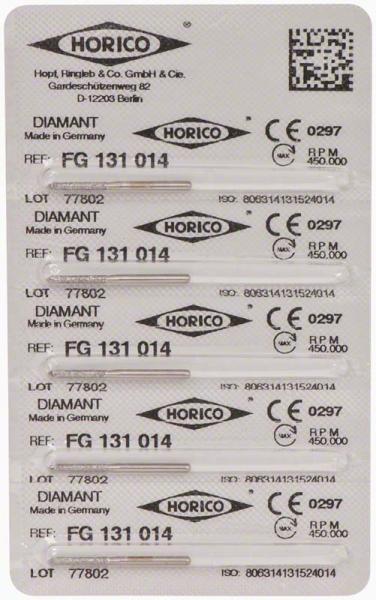 HORICO ®
Hopf, Ringleb & Co. GmbH & Cie.
Gardeschützenweg 82
D-12203 Berlin
DIAMANT HORICO ® CE 0297
Made in Germany
REF: FG 131 014 MAX. RPM 450.000
LOT 77802 ISO: 806314131524014
DIAMANT HORICO ® CE 0297
Made in Germany
REF: FG 131 014 MAX. RPM 450.000
LOT 77802 ISO: 806314131524014
DIAMANT HORICO ® CE 0297
Made in Germany
REF: FG 131 014 MAX. RPM 450.000
LOT 77802 ISO: 806314131524014
DIAMANT HORICO ® CE 0297
Made in Germany
REF: FG 131 014 MAX. RPM 450.000
LOT 77802 ISO: 806314131524014
DIAMANT HORICO ® CE 0297
Made in Germany
REF: FG 131 014 MAX. RPM 450.000
LOT 77802 ISO: 806314131524014